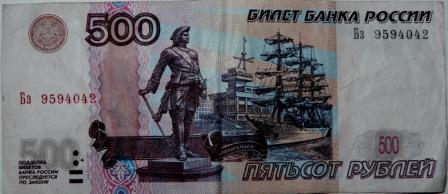 500
БИЛЕТ БАНКА РОССИИ
Бз 9594042
Бз 9594042
500
ПОДДЕЛКА
БИЛЕТОВ
БАНКА РОССИИ
ПРЕСЛЕДУЕТСЯ
ПО ЗАКОНУ
500
ПЯТЬСОТ РУБЛЕЙ